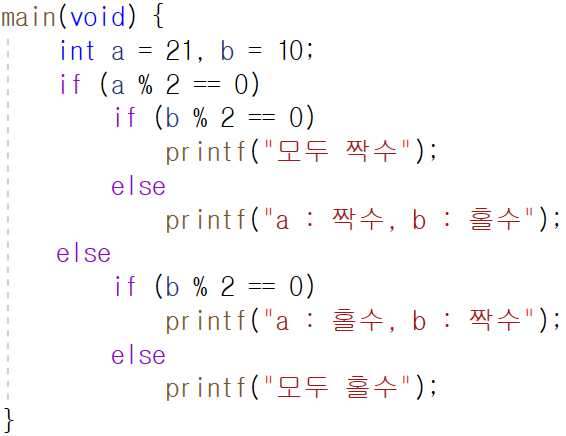 main(void) {
    int a = 21, b = 10;
    if (a % 2 == 0)
        if (b % 2 == 0)
            printf("모두 짝수");
        else
            printf("a : 짝수, b : 홀수");
    else
        if (b % 2 == 0)
            printf("a : 홀수, b : 짝수");
        else
            printf("모두 홀수");
}